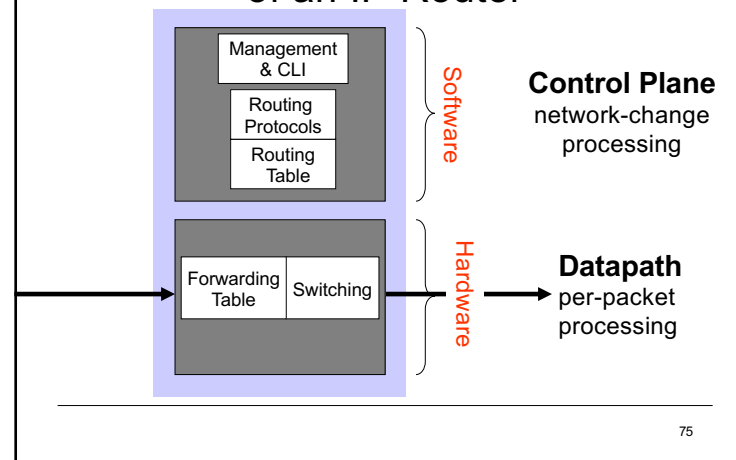 Management
& CLI
Routing
Protocols
Routing
Table
Software
Control Plane
network-change
processing
Forwarding
Table
Switching
Hardware
Datapath
per-packet
processing
75